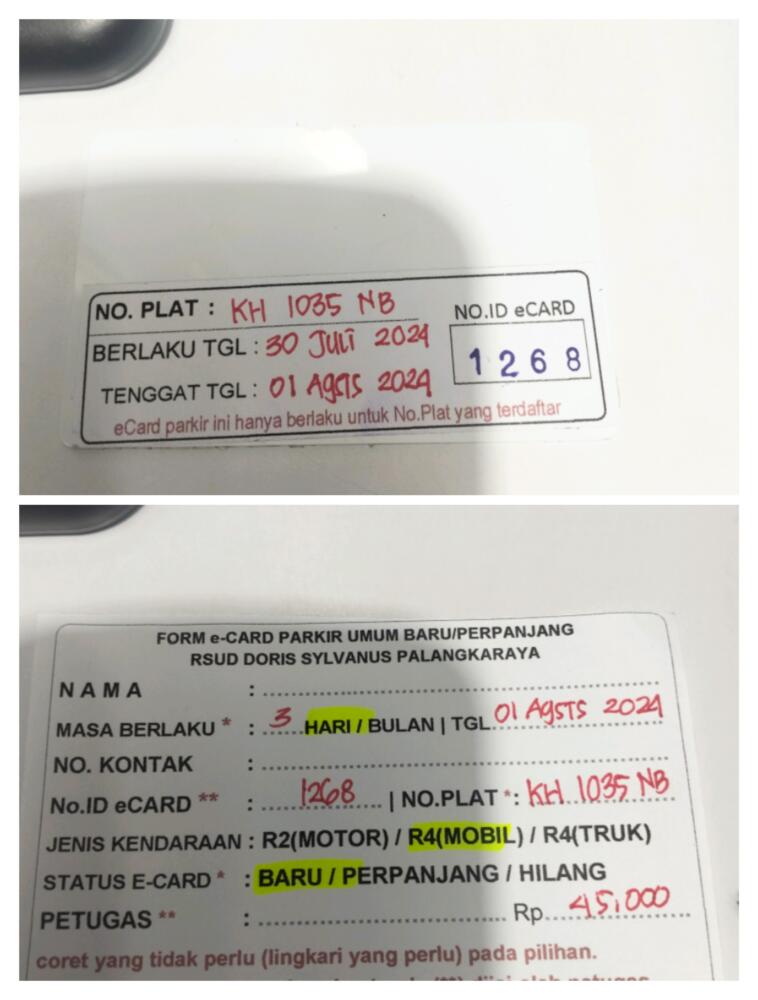 NO. PLAT : KH 1035 NB
NO.ID eCARD
BERLAKU TGL : 30 JULI 2024
1268
TENGGAT TGL : 01 AGSTS 2024
eCard parkir ini hanya berlaku untuk No.Plat yang terdaftar
FORM e-CARD PARKIR UMUM BARU/PERPANJANG
RSUD DORIS SYLVANUS PALANGKARAYA
NAMA : ....................
MASA BERLAKU * : 3 HARI / BULAN | TGL 01 AGSTS 2024
NO. KONTAK : ....................
No.ID eCARD ** : 1268 | NO.PLAT * : KH 1035 NB
JENIS KENDARAAN : R2(MOTOR) / R4(MOBIL) / R4(TRUK)
STATUS E-CARD * : BARU / PERPANJANG / HILANG
PETUGAS ** : .................... Rp. 45.000
coret yang tidak perlu (lingkari yang perlu) pada pilihan.